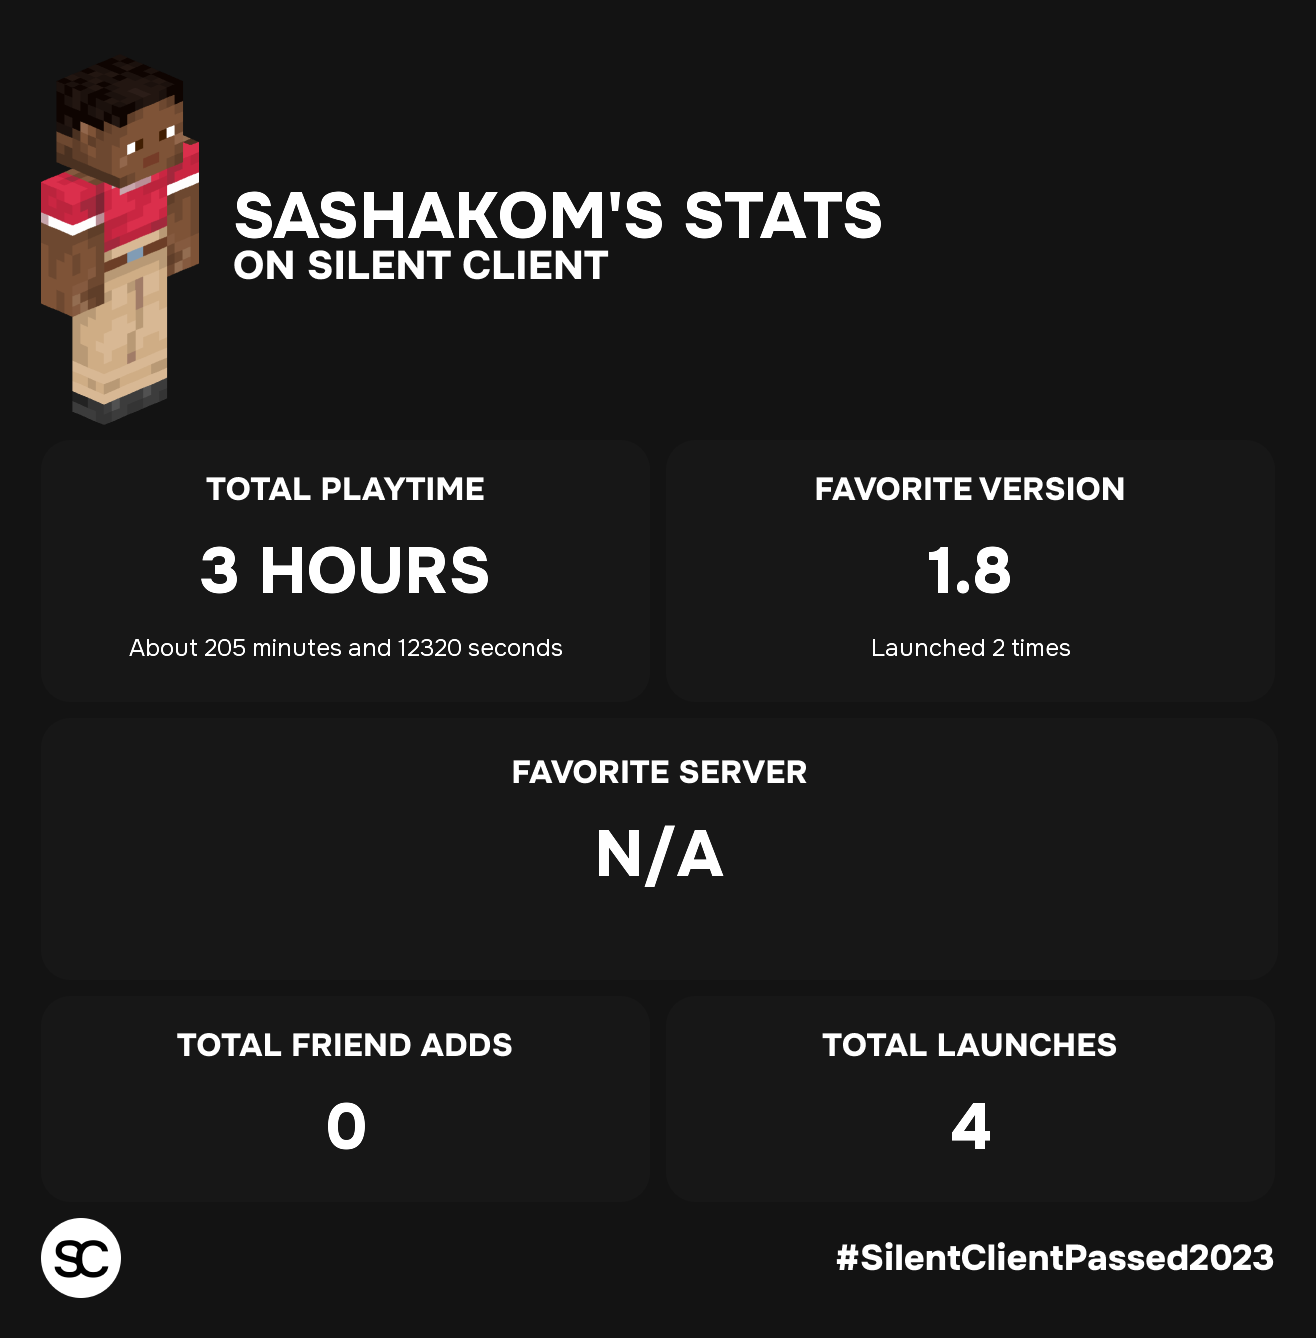 SASHAKOM'S STATS
ON SILENT CLIENT
TOTAL PLAYTIME
3 HOURS
About 205 minutes and 12320 seconds
FAVORITE VERSION
1.8
Launched 2 times
FAVORITE SERVER
N/A
TOTAL FRIEND ADDS
0
TOTAL LAUNCHES
4
SC
#SilentClientPassed2023